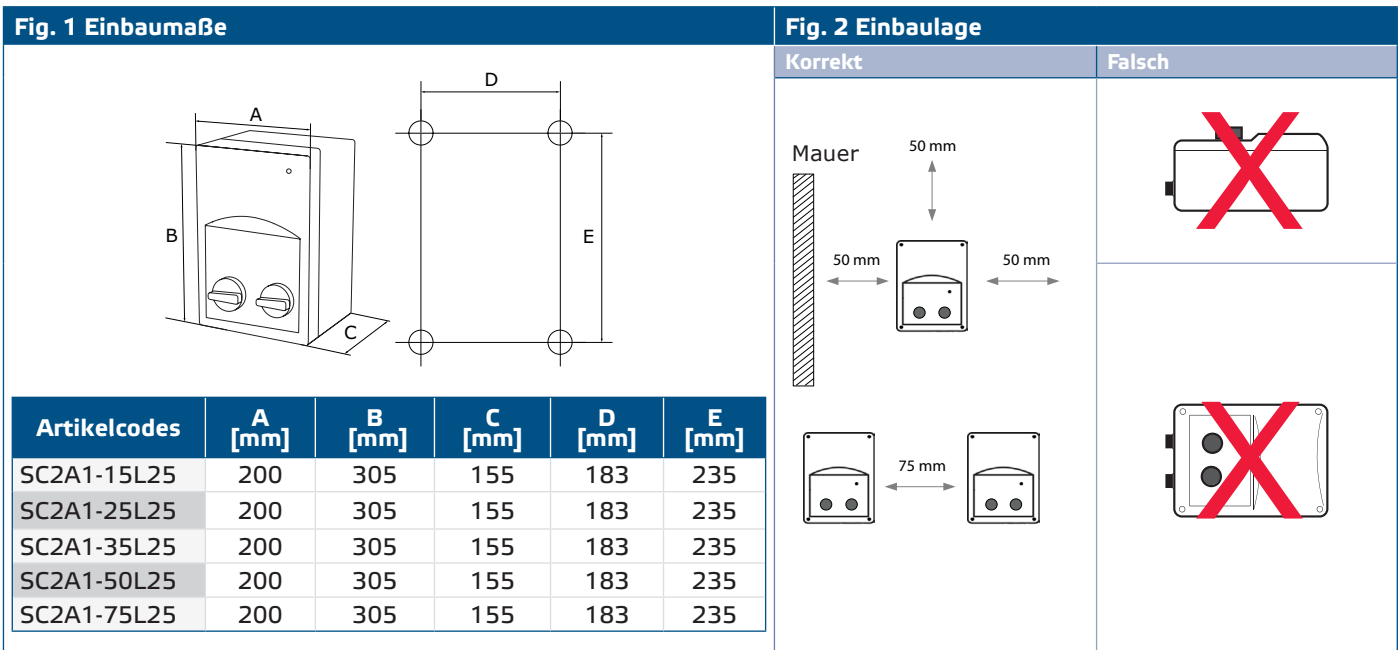 Fig. 1 Einbaumaße
A
B
C
D
E
Artikelcodes A [mm] B [mm] C [mm] D [mm] E [mm]
SC2A1-15L25 200 305 155 183 235
SC2A1-25L25 200 305 155 183 235
SC2A1-35L25 200 305 155 183 235
SC2A1-50L25 200 305 155 183 235
SC2A1-75L25 200 305 155 183 235
Fig. 2 Einbaulage
Korrekt
Mauer
50 mm
50 mm
50 mm
75 mm
Falsch